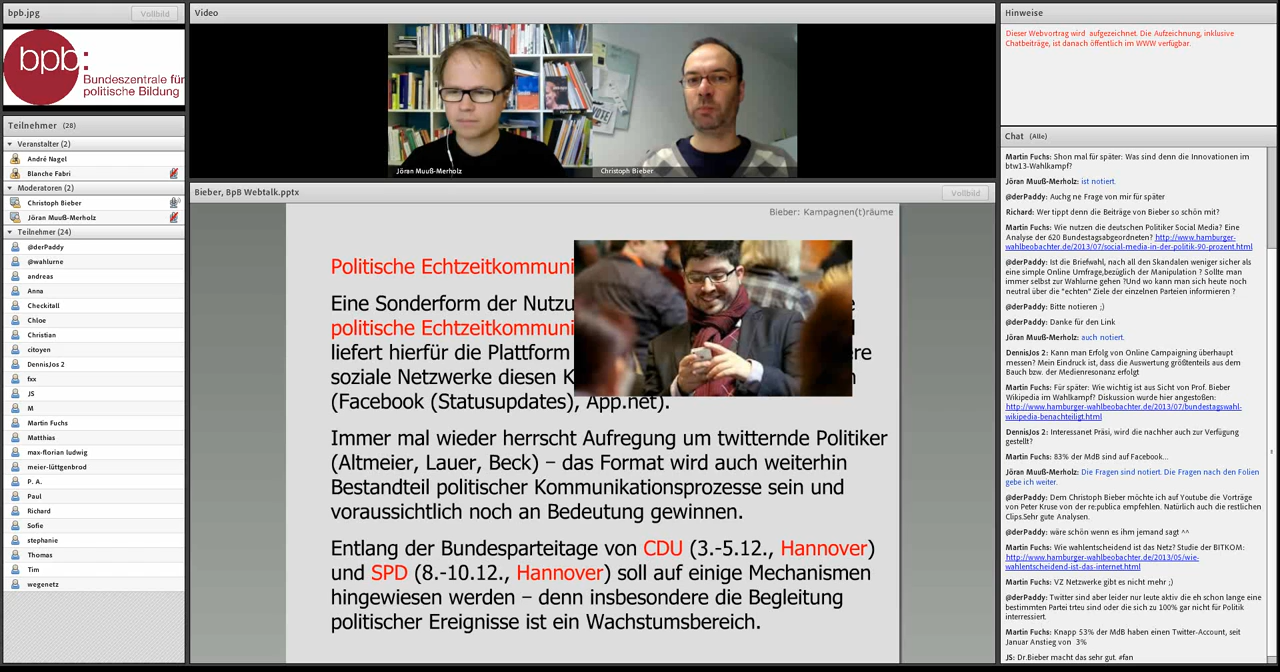 bpb.jpg
Vollbild
bpb:
Bundeszentrale für
politische Bildung
Teilnehmer (28)
Veranstalter (2)
André Nagel
Blanche Fabri
Moderatoren (2)
Christoph Bieber
Jöran Muuß-Merholz
Teilnehmer (24)
@derPaddy
@wahlurne
andreas
Anna
Checkitall
Chloe
Christian
citoyen
DennisJos 2
fxx
JS
M
Martin Fuchs
Matthias
max-florian ludwig
meier-lüttgenbrod
P. A.
Paul
Richard
Sofie
stephanie
Thomas
Tim
wegenetz
Video
VOTE
Jöran Muuß-Merholz
Christoph Bieber
Bieber, BpB Webtalk.pptx
Vollbild
Bieber: Kampagnen(t)räume
Politische Echtzeitkommuni
Eine Sonderform der Nutzu e
politische Echtzeitkommuni
liefert hierfür die Plattform ere
soziale Netzwerke diesen K n
(Facebook (Statusupdates), App.net).
Immer mal wieder herrscht Aufregung um twitternde Politiker
(Altmeier, Lauer, Beck) – das Format wird auch weiterhin
Bestandteil politischer Kommunikationsprozesse sein und
voraussichtlich noch an Bedeutung gewinnen.
Entlang der Bundesparteitage von CDU (3.-5.12., Hannover)
und SPD (8.-10.12., Hannover) soll auf einige Mechanismen
hingewiesen werden – denn insbesondere die Begleitung
politischer Ereignisse ist ein Wachstumsbereich.
Hinweise
Dieser Webvortrag wird aufgezeichnet. Die Aufzeichnung, inklusive
Chatbeiträge, ist danach öffentlich im WWW verfügbar.
Chat (Alle)
Martin Fuchs: Shon mal für später: Was sind denn die Innovationen im
btw13-Wahlkampf?
Jöran Muuß-Merholz: ist notiert.
@derPaddy: Auchg ne Frage von mir für später
Richard: Wer tippt denn die Beiträge von Bieber so schön mit?
Martin Fuchs: Wie nutzen die deutschen Politiker Social Media? Eine
Analyse der 620 Bundestagsabgeordneten? http://www.hamburger-
wahlbeobachter.de/2013/07/social-media-in-der-politik-90-prozent.html
@derPaddy: Ist die Briefwahl, nach all den Skandalen weniger sicher als
eine simple Online Umfrage,bezüglich der Manipulation ? Sollte man
immer selbst zur Wahlurne gehen ?Und wo kann man sich heute noch
neutral über die "echten" Ziele der einzelnen Parteien informieren ?
@derPaddy: Bitte notieren ;)
@derPaddy: Danke für den Link
Jöran Muuß-Merholz: auch notiert.
DennisJos 2: Kann man Erfolg von Online Campaigning überhaupt
messen? Mein Eindruck ist, dass die Auswertung größtenteils aus dem
Bauch bzw. der Medienresonanz erfolgt
Martin Fuchs: Für später: Wie wichtig ist aus Sicht von Prof. Bieber
Wikipedia im Wahlkampf? Diskussion wurde hier angestoßen:
http://www.hamburger-wahlbeobachter.de/2013/07/bundestagswahl-
wikipedia-benachteiligt.html
DennisJos 2: Interessanet Präsi, wird die nachher auch zur Verfügung
gestellt?
Martin Fuchs: 83% der MdB sind auf Facebook...
Jöran Muuß-Merholz: Die Fragen sind notiert. Die Fragen nach den Folien
gebe ich weiter.
@derPaddy: Dem Christoph Bieber möchte ich auf Youtube die Vorträge
von Peter Kruse von der re:publica empfehlen. Natürlich auch die restlichen
Clips.Sehr gute Analysen.
@derPaddy: wäre schön wenn es ihm jemand sagt ^^
Martin Fuchs: Wie wahlentscheidend ist das Netz? Studie der BITKOM:
http://www.hamburger-wahlbeobachter.de/2013/05/wie-
wahlentscheidend-ist-das-internet.html
Martin Fuchs: VZ Netzwerke gibt es nicht mehr ;)
@derPaddy: Twitter sind aber leider nur leute aktiv die eh schon lange eine
bestimmten Partei trteu sind oder die sich zu 100% gar nicht für Politik
interressiert.
Martin Fuchs: Knapp 53% der MdB haben einen Twitter-Account, seit
Januar Anstieg von 3%
JS: Dr.Bieber macht das sehr gut. #fan